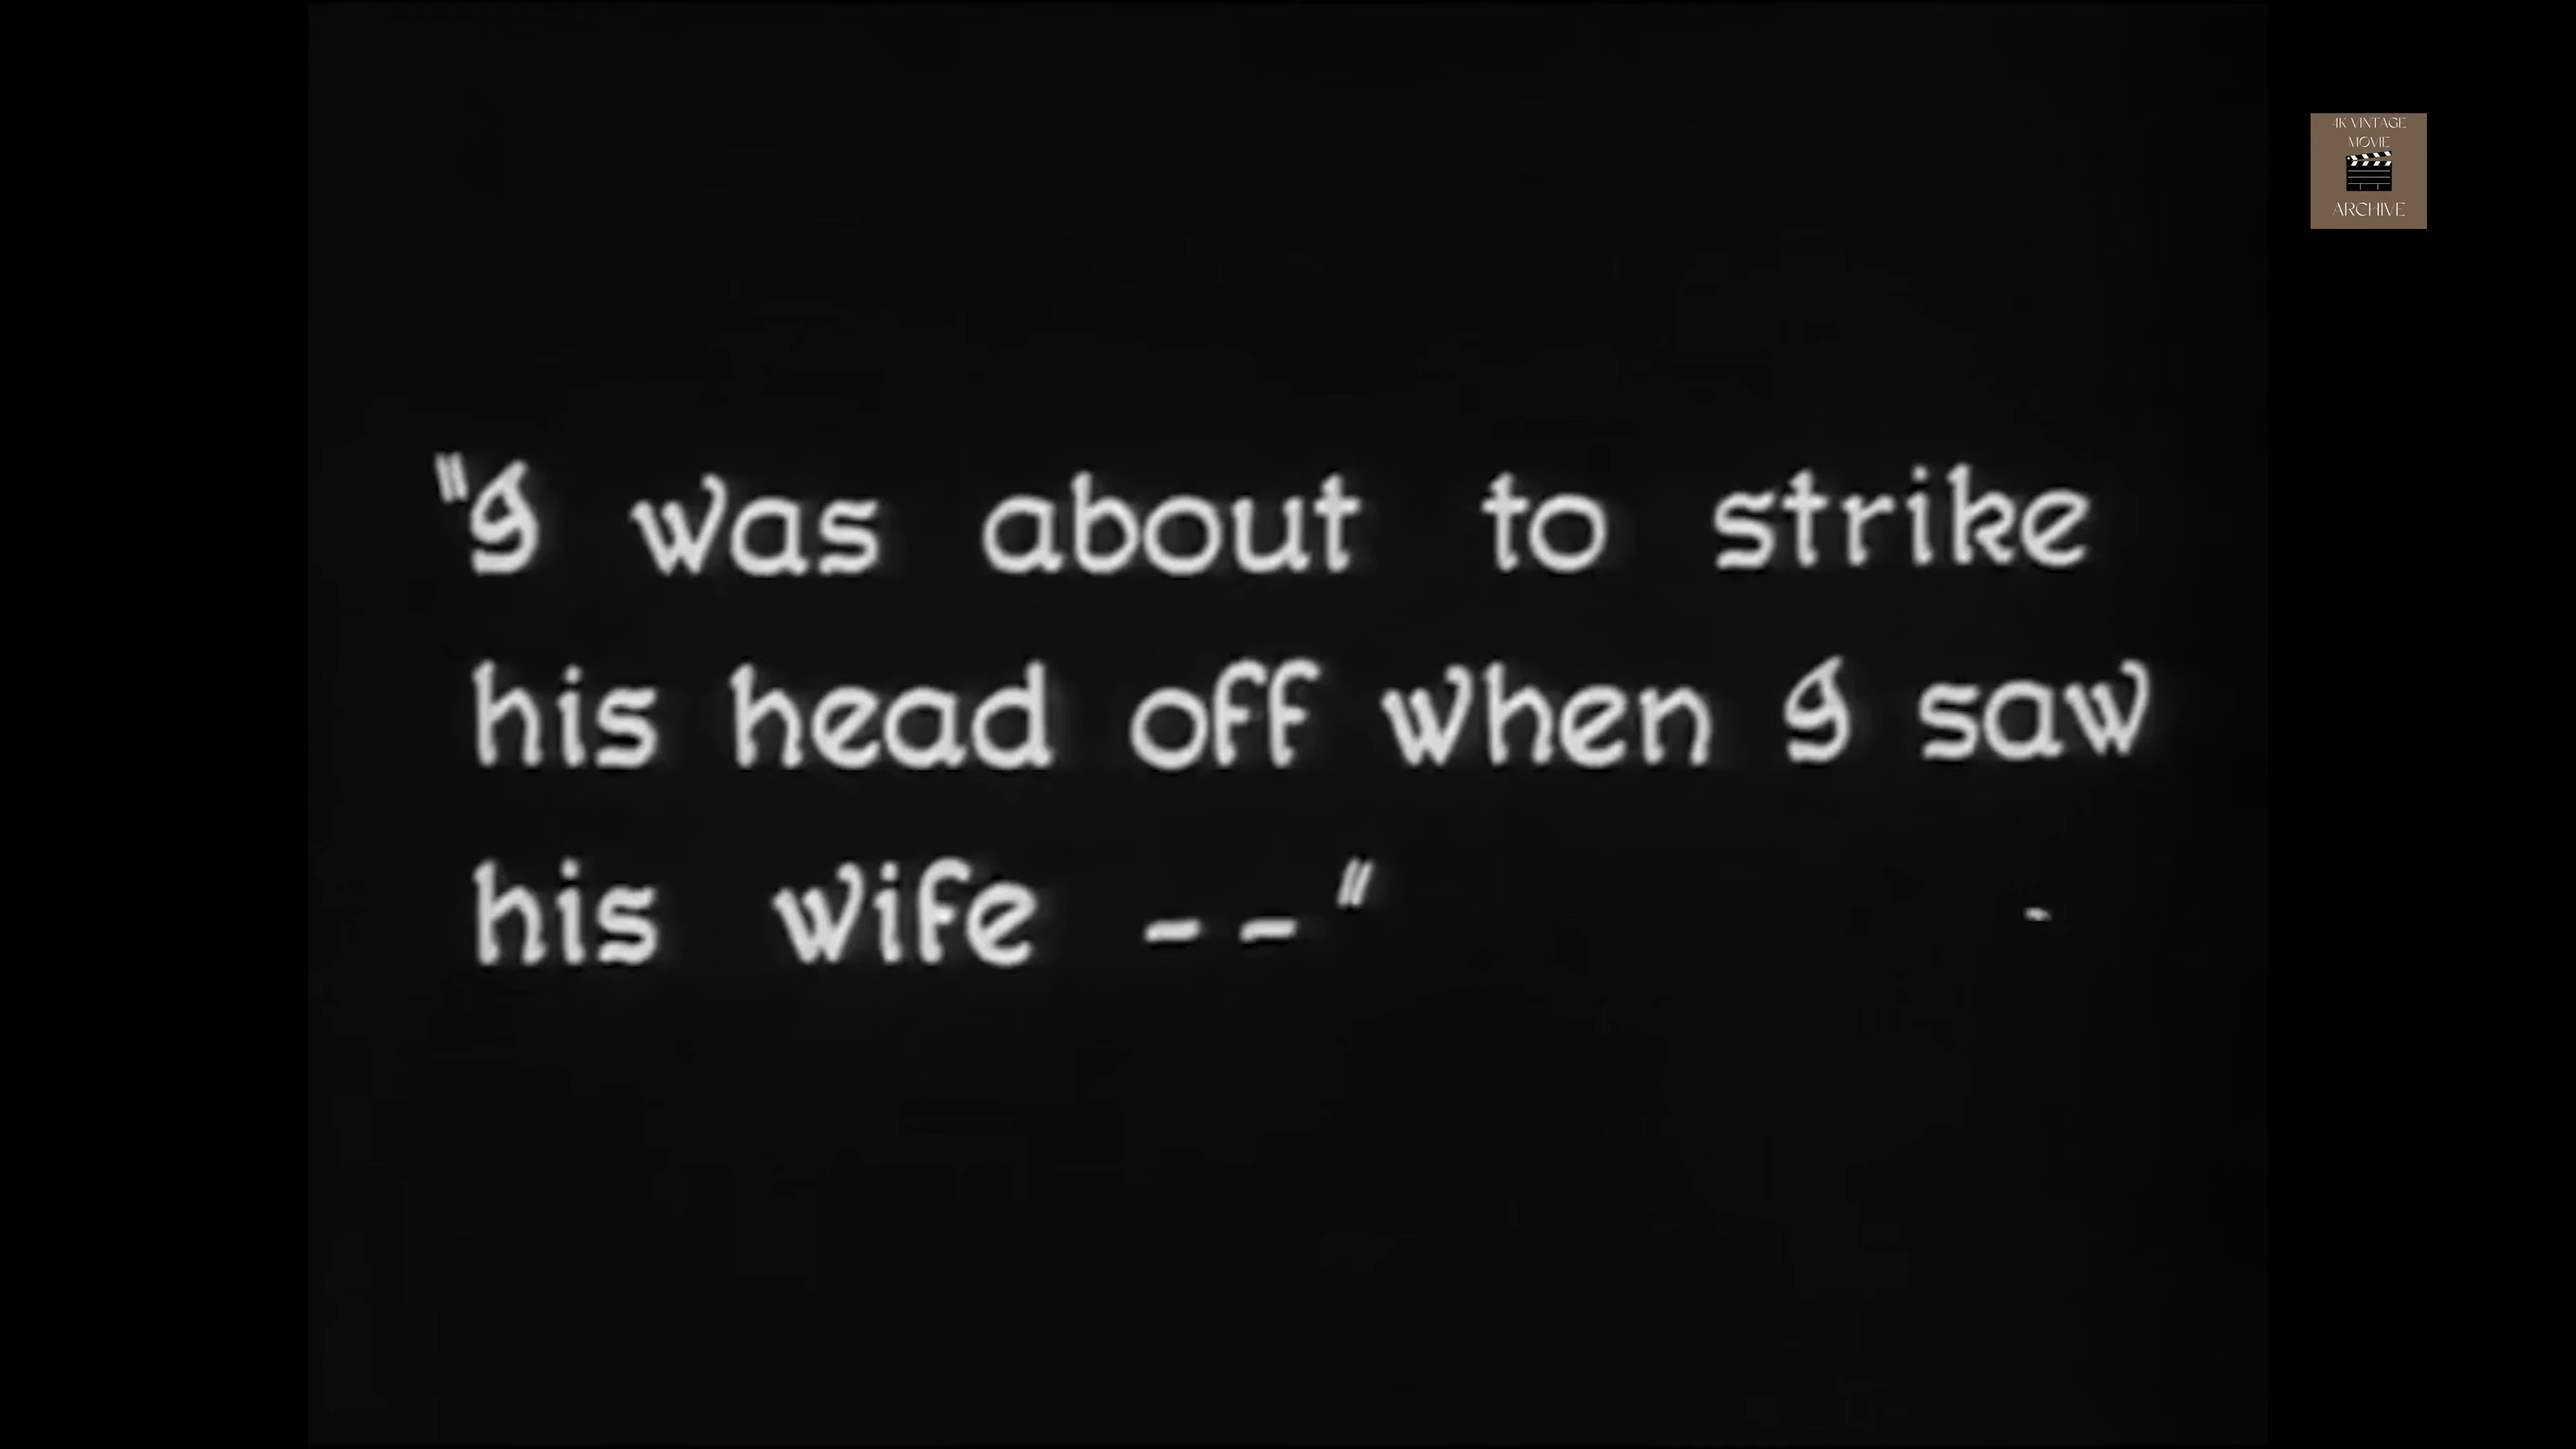 "I was about to strike
his head off when I saw
his wife --"
4K VINTAGE
MOVIE
ARCHIVE